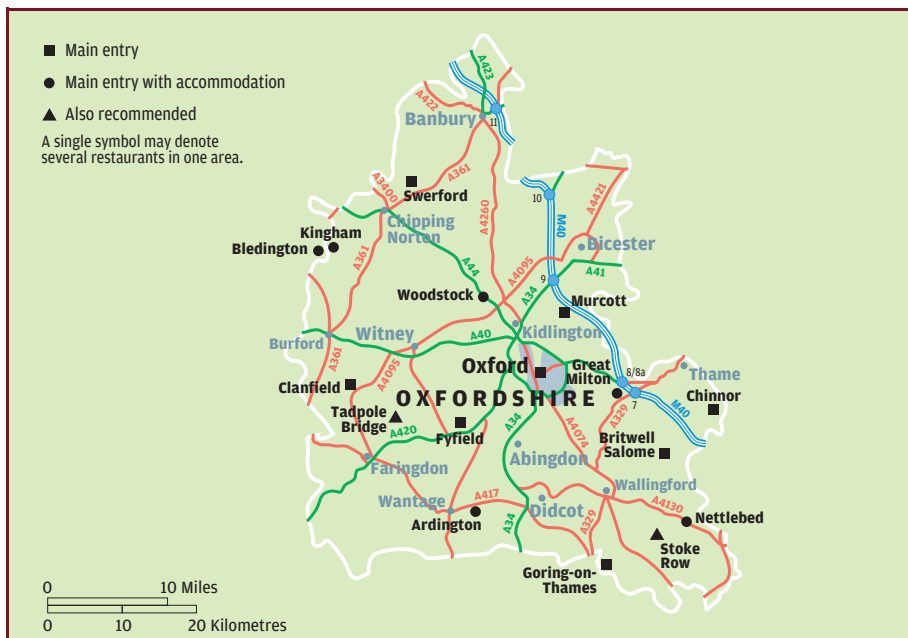 Main entry
Main entry with accommodation
Also recommended
A single symbol may denote
several restaurants in one area.
A423
A422
Banbury
11
A3400
A361
Swerford
A4260
10
A4421
M40
Chipping
Norton
Kingham
Bledington
A361
Bicester
A44
A4095
A41
9
Woodstock
A34
Murcott
Kidlington
Burford
Witney
A40
A361
Oxford
Great
Milton
8/8a
Thame
7
Chinnor
M40
Clanfield
A4095
OXFORDSHIRE
Tadpole
Bridge
A420
Fyfield
A34
A4074
A329
Britwell
Salome
Abingdon
Faringdon
Wallingford
Wantage
A417
Didcot
A4130
Ardington
A34
A329
Nettlebed
Stoke
Row
Goring-on-
Thames
0 10 Miles
0 10 20 Kilometres